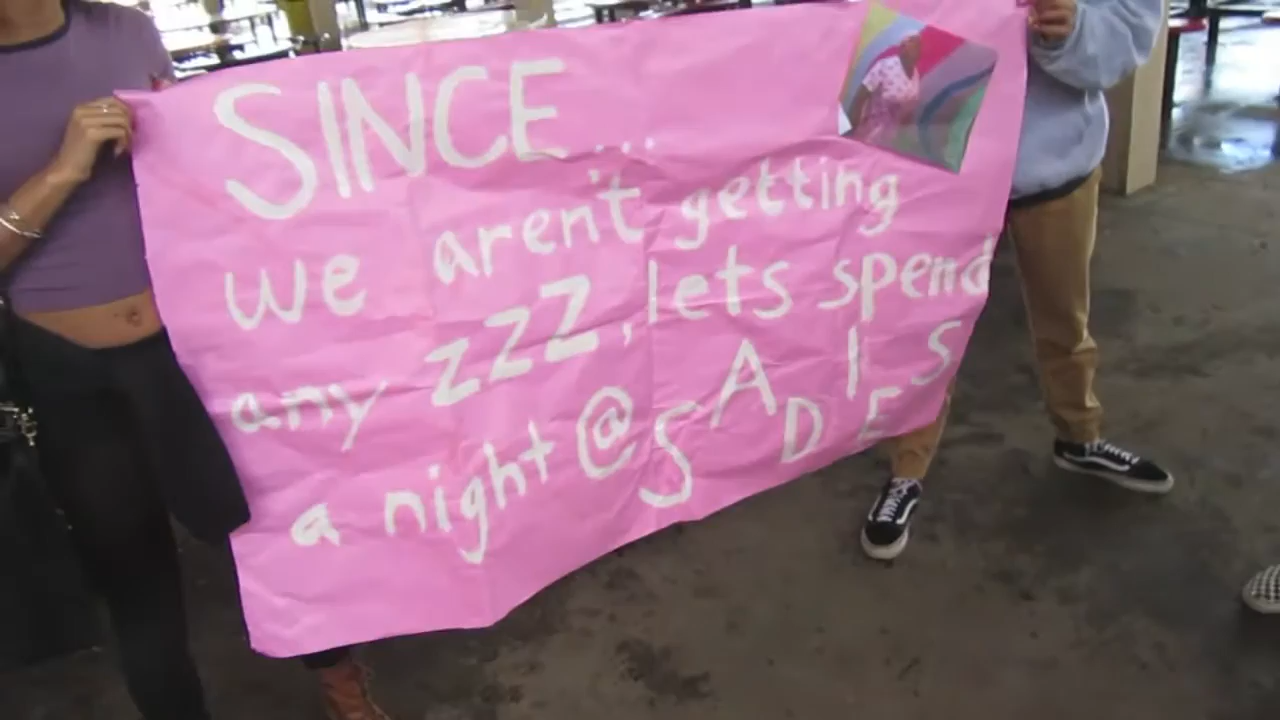 SINCE...
we aren't getting
any zzZ, lets spend
a night @ SADIES